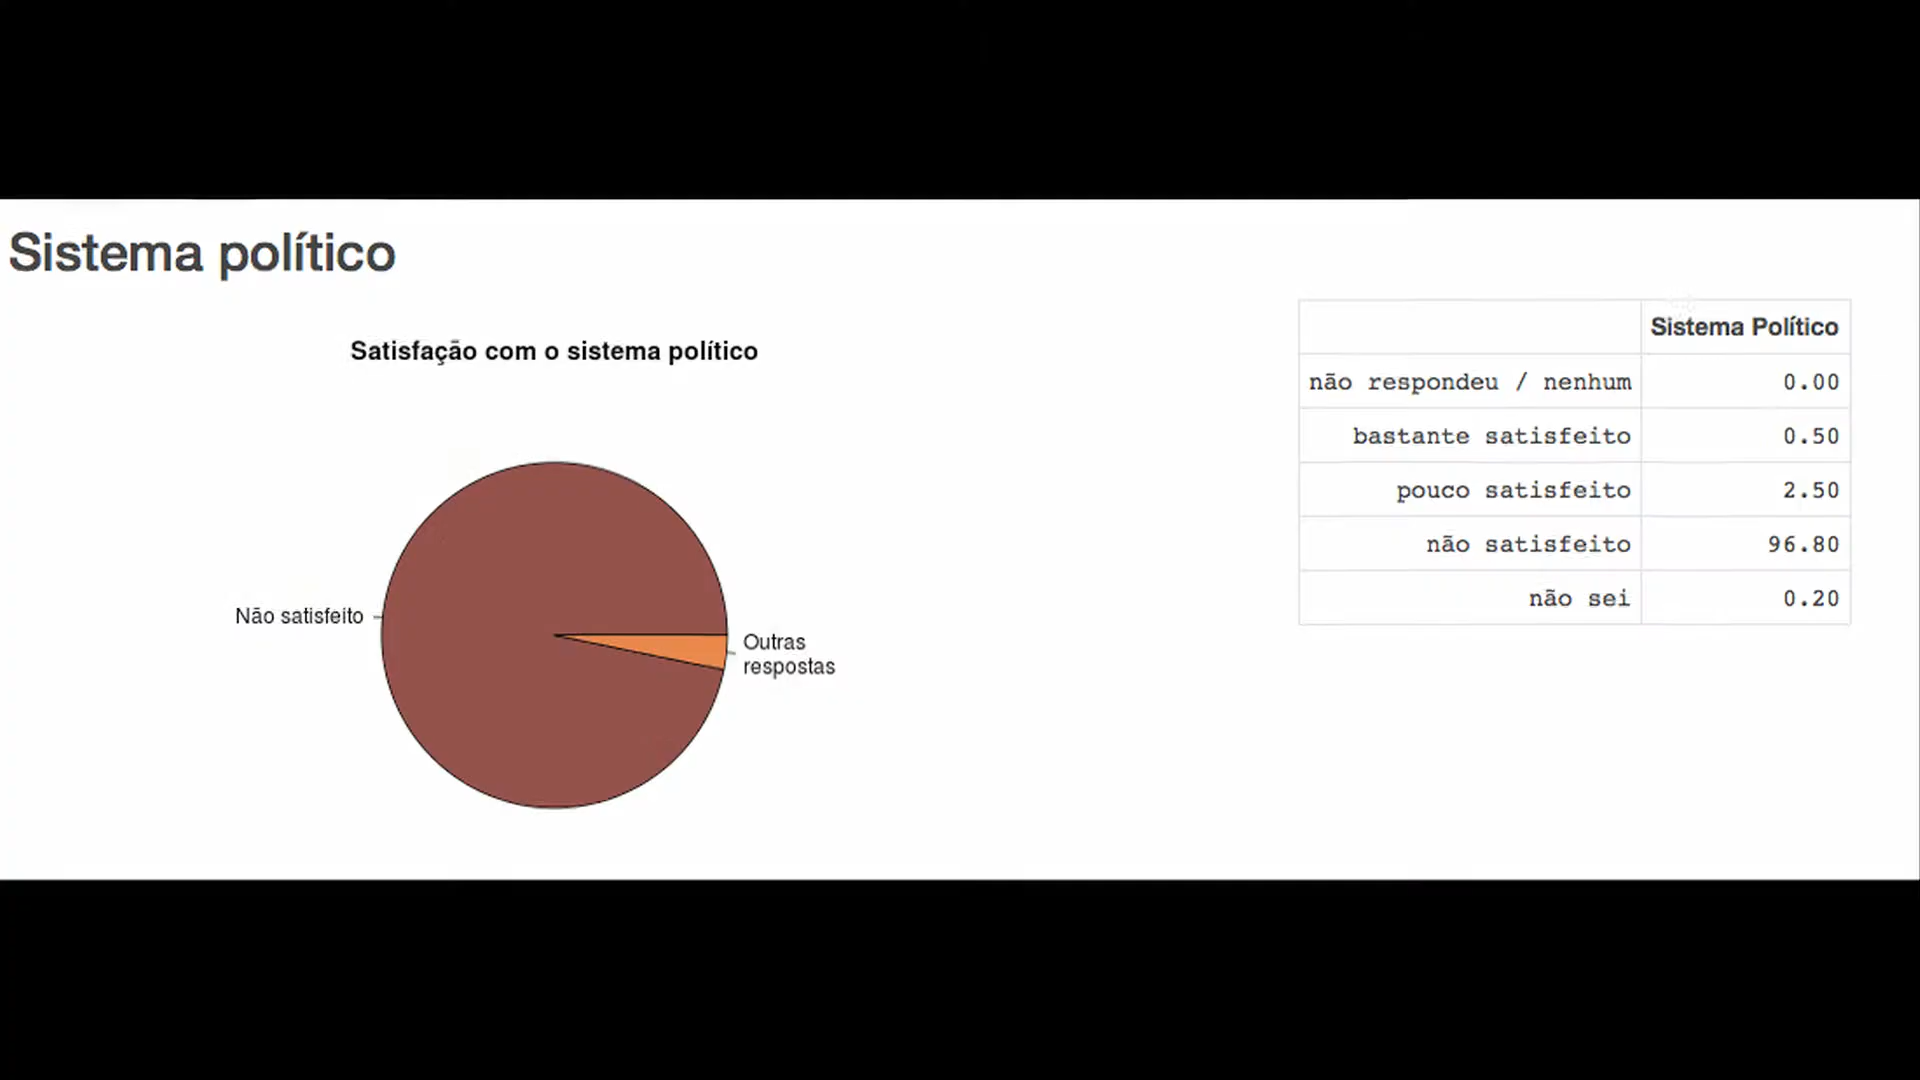 Sistema político
Satisfação com o sistema político
Não satisfeito
Outras
respostas
Sistema Político
não respondeu / nenhum 0.00
bastante satisfeito 0.50
pouco satisfeito 2.50
não satisfeito 96.80
não sei 0.20